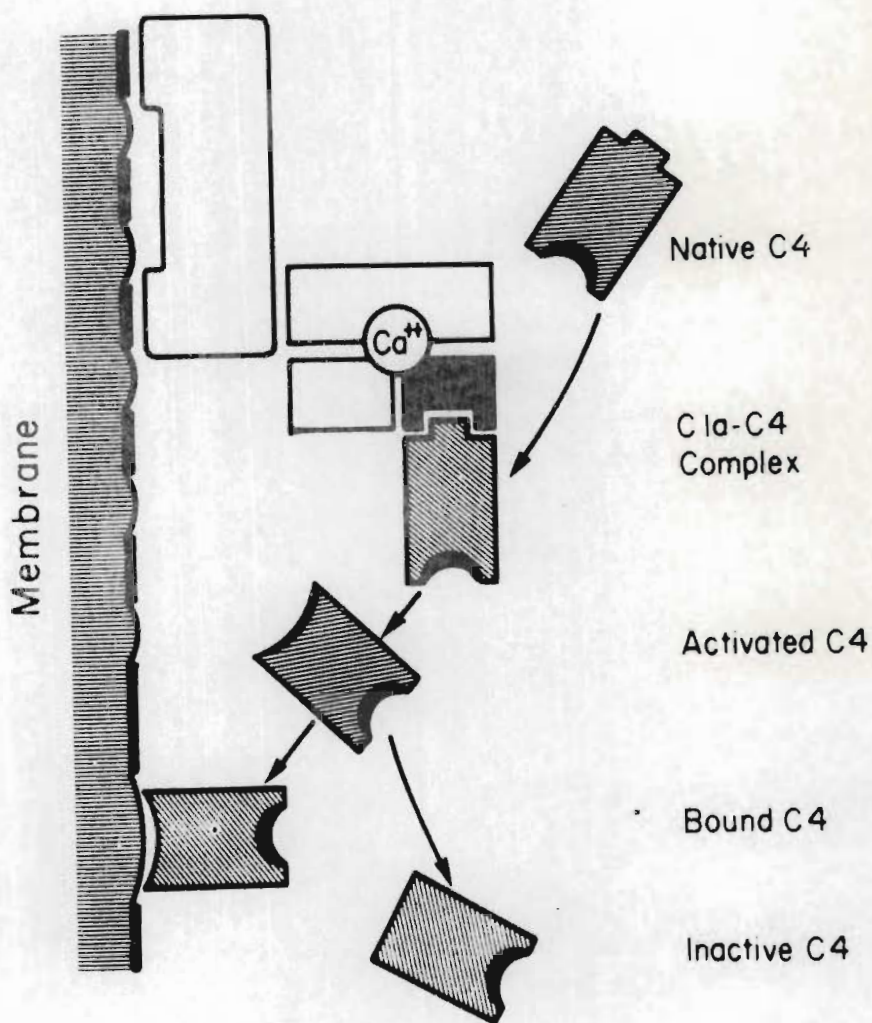 Membrane
Native C4
Ca++
C1a-C4
Complex
Activated C4
Bound C4
Inactive C4